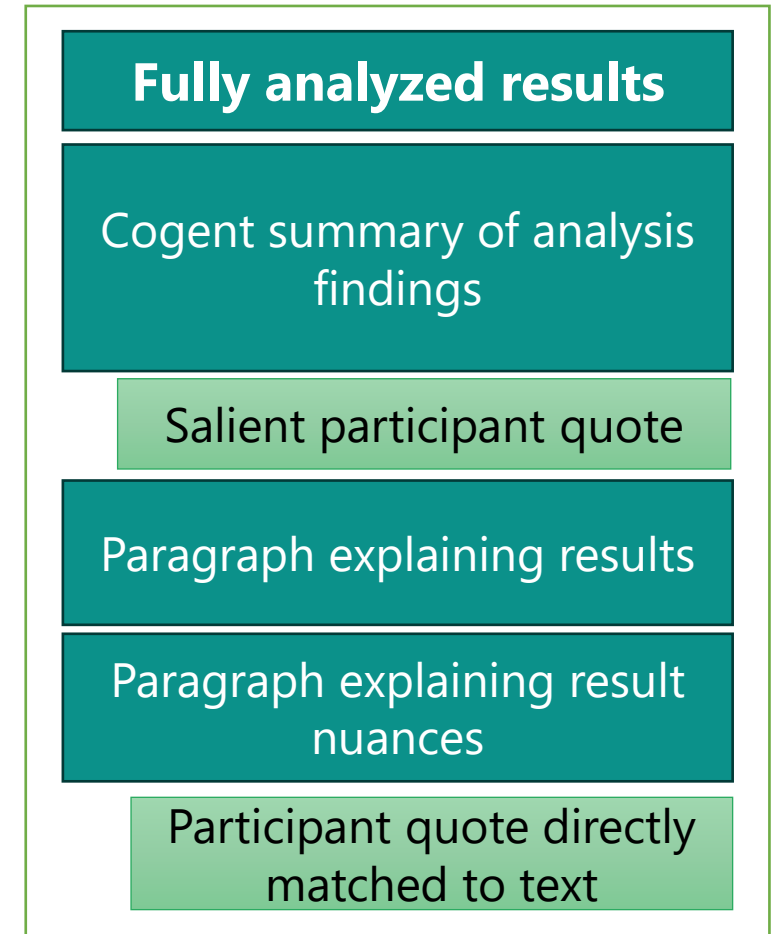 Fully analyzed results
Cogent summary of analysis
findings
Salient participant quote
Paragraph explaining results
Paragraph explaining result
nuances
Participant quote directly
matched to text